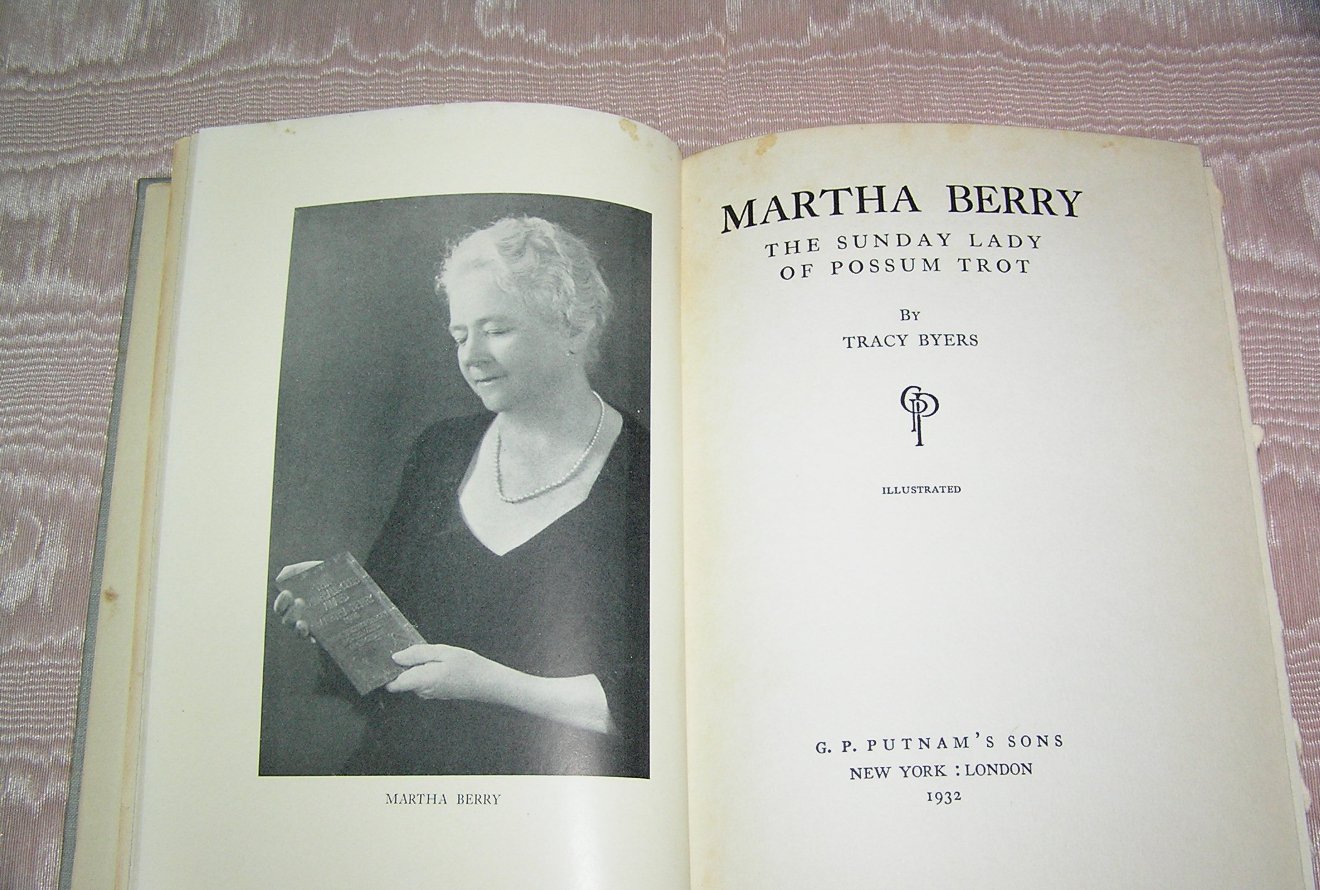 MARTHA BERRY
MARTHA BERRY
THE SUNDAY LADY
OF POSSUM TROT
By
TRACY BYERS
GPP
ILLUSTRATED
G. P. PUTNAM'S SONS
NEW YORK : LONDON
1932